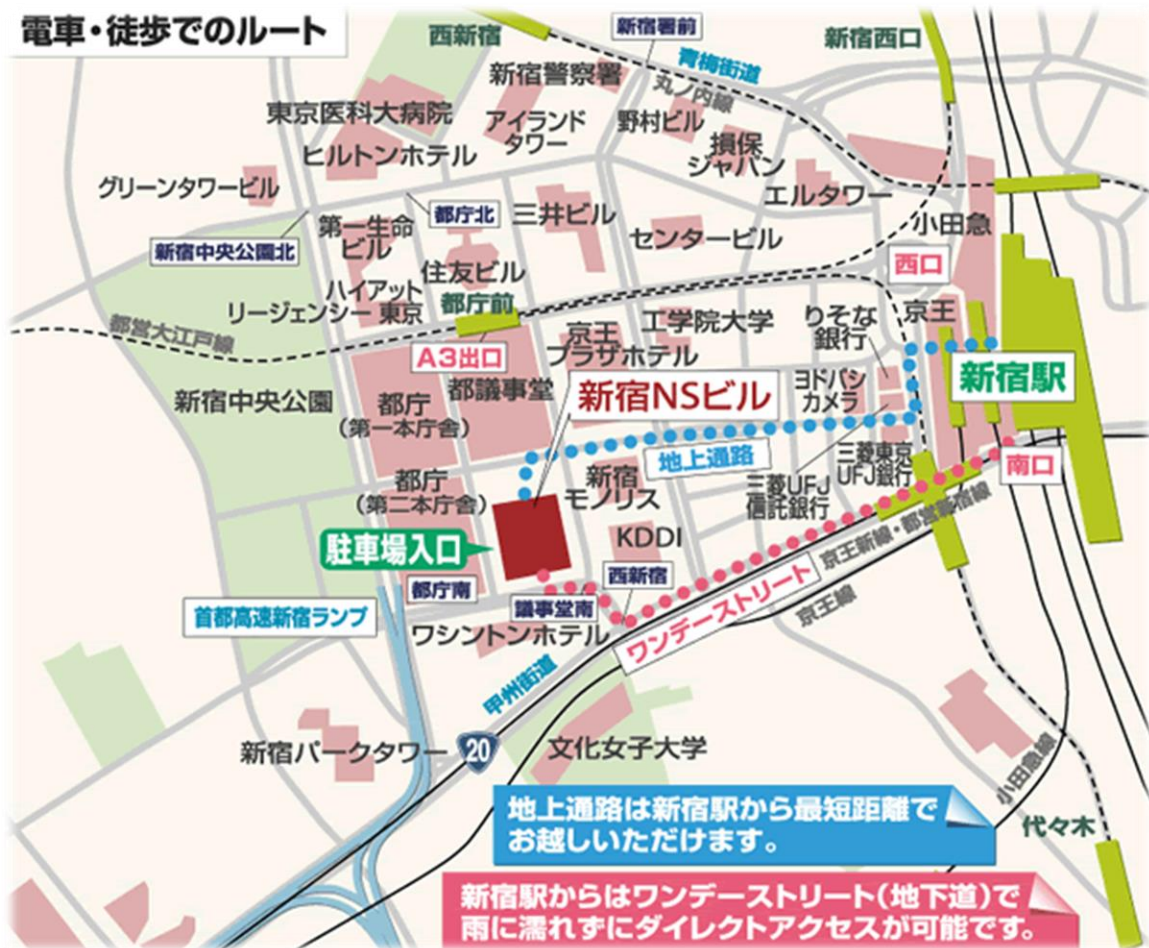 電車・徒歩でのルート
西新宿
新宿署前
新宿西口
青梅街道
丸ノ内線
新宿警察署
東京医科大病院
アイランド
タワー
野村ビル
損保
ジャパン
ヒルトンホテル
グリーンタワービル
エルタワー
都庁北
三井ビル
小田急
新宿中央公園北
第一生命
ビル
センタービル
住友ビル
西口
ハイアット
リージェンシー 東京
都庁前
都営大江戸線
A3出口
京王
プラザホテル
工学院大学
りそな
銀行
京王
新宿駅
新宿中央公園
都庁
(第一本庁舎)
都議事堂
新宿NSビル
ヨドバシ
カメラ
地上通路
三菱東京
UFJ銀行
南口
都庁
(第二本庁舎)
新宿
モノリス
三菱UFJ
信託銀行
KDDI
駐車場入口
京王新線・都営新宿線
都庁南
西新宿
議事堂南
首都高速新宿ランプ
ワシントンホテル
ワンデーストリート
京王線
甲州街道
新宿パークタワー
20
文化女子大学
小田急線
代々木
地上通路は新宿駅から最短距離で
お越しいただけます。
新宿駅からはワンデーストリート(地下道)で
雨に濡れずにダイレクトアクセスが可能です。